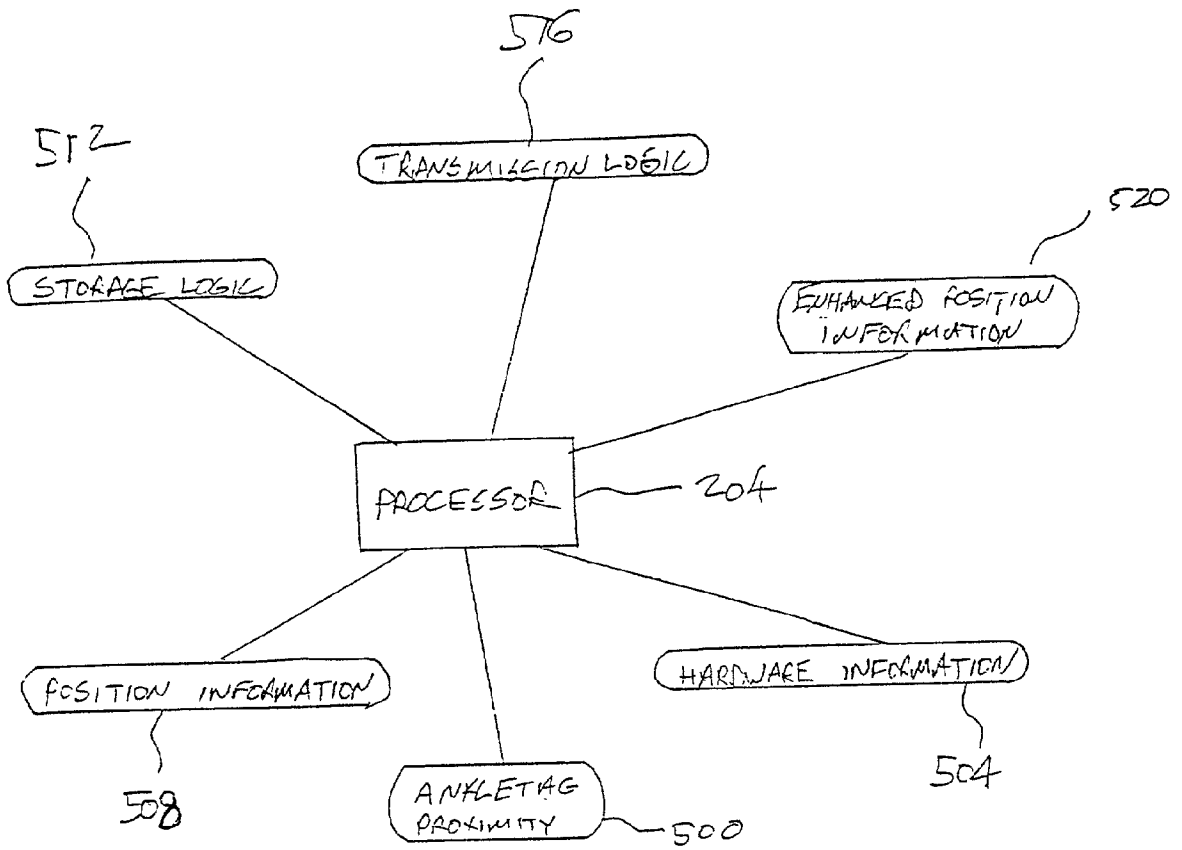 516
512
TRANSMISSION LOGIC
520
STORAGE LOGIC
ENHANCED POSITION
INFORMATION
PROCESSOR
204
POSITION INFORMATION
HARDWARE INFORMATION
508
504
ANKLETAG
PROXIMITY
500